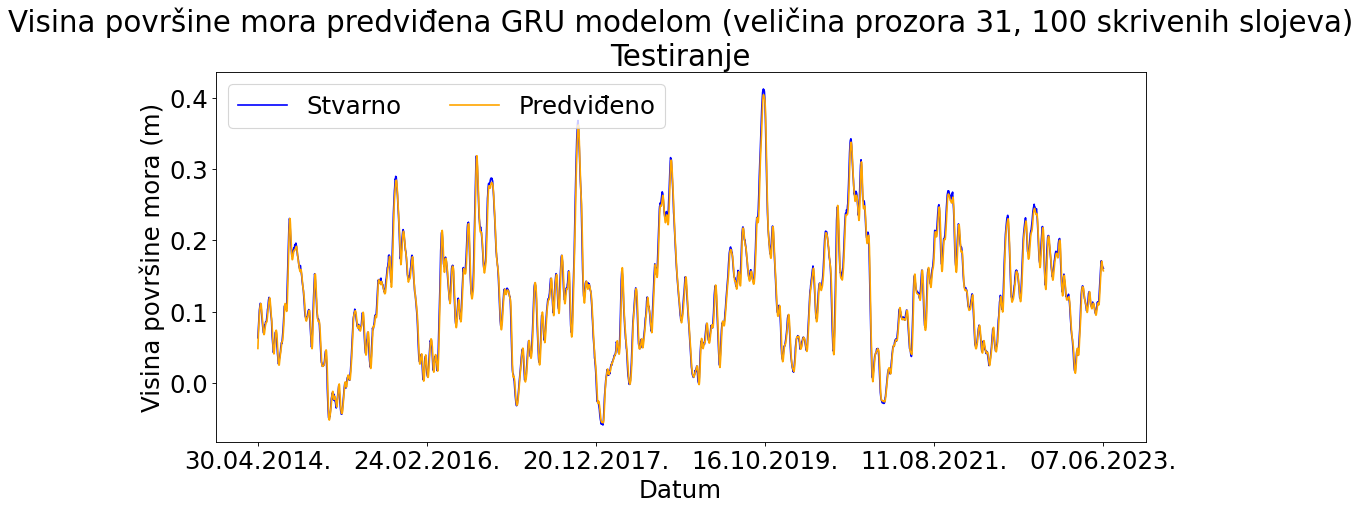 Visina površine mora predviđena GRU modelom (veličina prozora 31, 100 skrivenih slojeva)
Testiranje
Stvarno
Predviđeno
Visina površine mora (m)
0.4
0.3
0.2
0.1
0.0
30.04.2014. 24.02.2016. 20.12.2017. 16.10.2019. 11.08.2021. 07.06.2023.
Datum